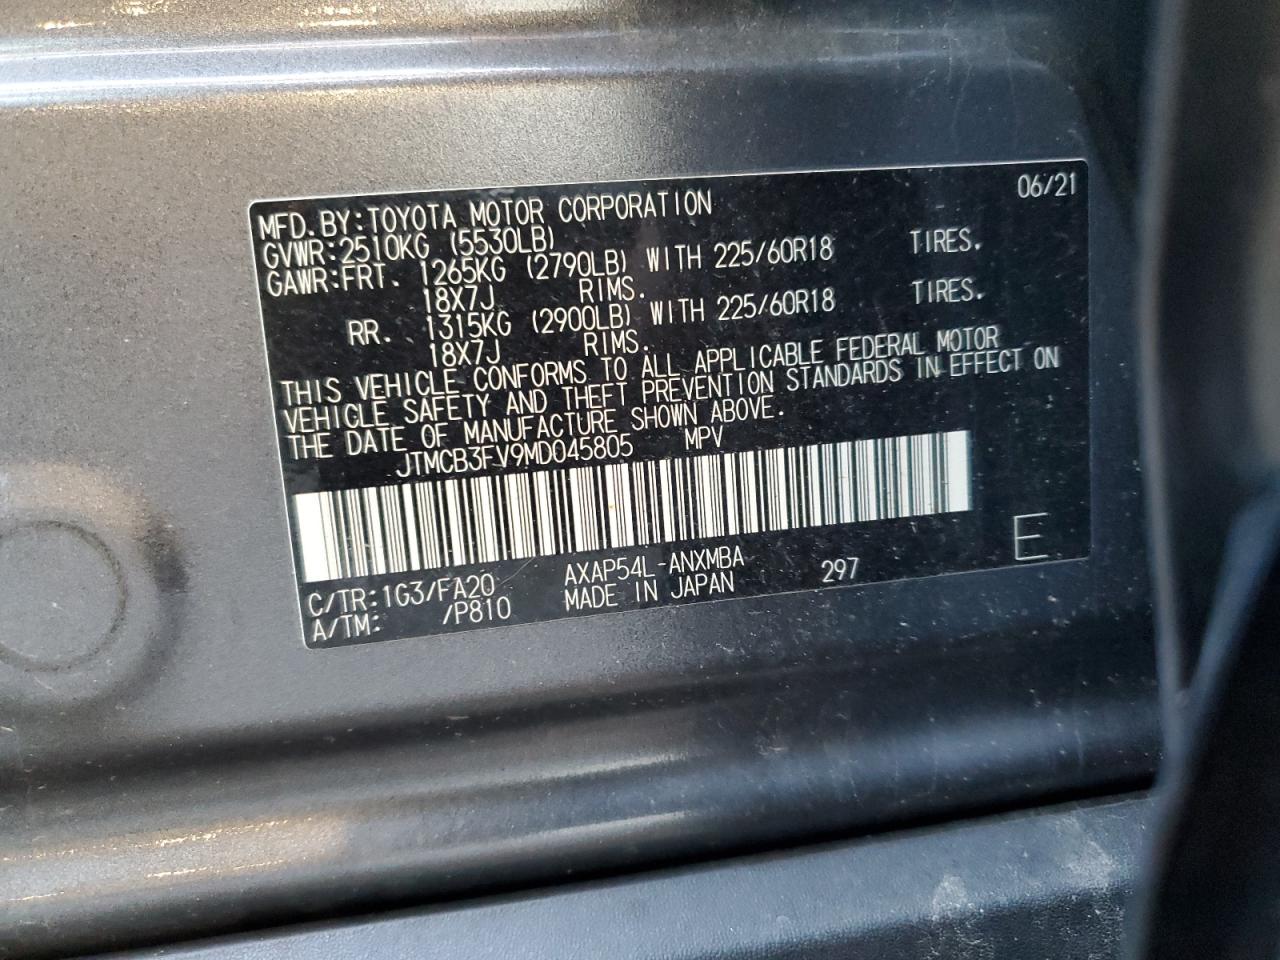 06/21
MFD.BY:TOYOTA MOTOR CORPORATION
GVWR:2510KG (5530LB)
GAWR:FRT. 1265KG (2790LB) WITH 225/60R18 TIRES.
18X7J RIMS.
RR. 1315KG (2900LB) WITH 225/60R18 TIRES.
18X7J RIMS.
THIS VEHICLE CONFORMS TO ALL APPLICABLE FEDERAL MOTOR
VEHICLE SAFETY AND THEFT PREVENTION STANDARDS IN EFFECT ON
THE DATE OF MANUFACTURE SHOWN ABOVE.
JTMCB3FV9MD045805 MPV
C/TR:1G3/FA20 AXAP54L-ANXMBA 297 E
A/TM: /P810 MADE IN JAPAN